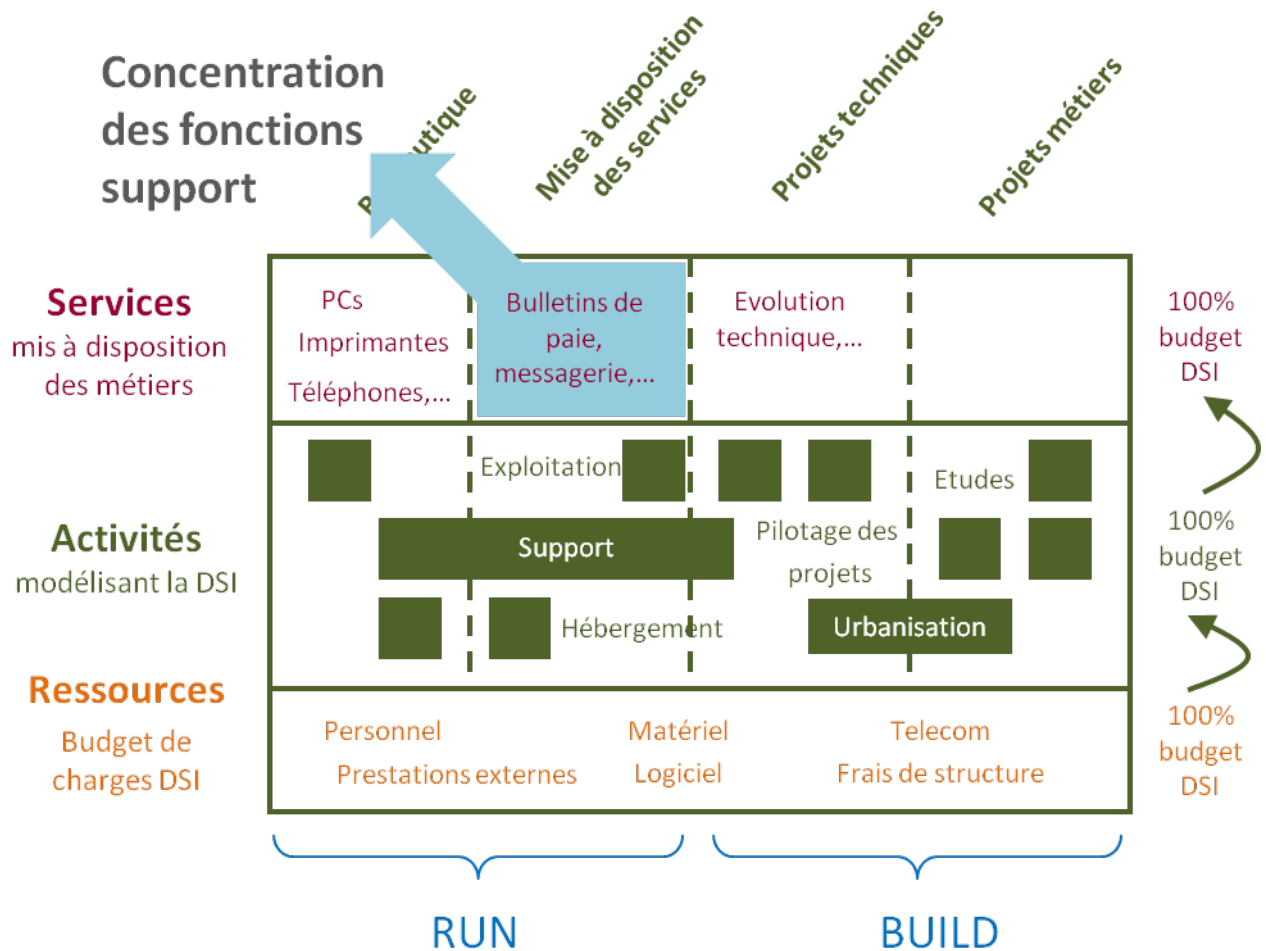 Concentration
des fonctions
support
utique
Mise à disposition
des services
Projets techniques
Projets métiers
Services
mis à disposition
des métiers
PCs
Imprimantes
Téléphones,...
Bulletins de
paie,
messagerie,...
Evolution
technique,...
100%
budget
DSI
Activités
modélisant la DSI
Exploitation
Etudes
Support
Pilotage des
projets
Hébergement
Urbanisation
100%
budget
DSI
Ressources
Budget de
charges DSI
Personnel
Matériel
Telecom
Prestations externes
Logiciel
Frais de structure
100%
budget
DSI
RUN
BUILD